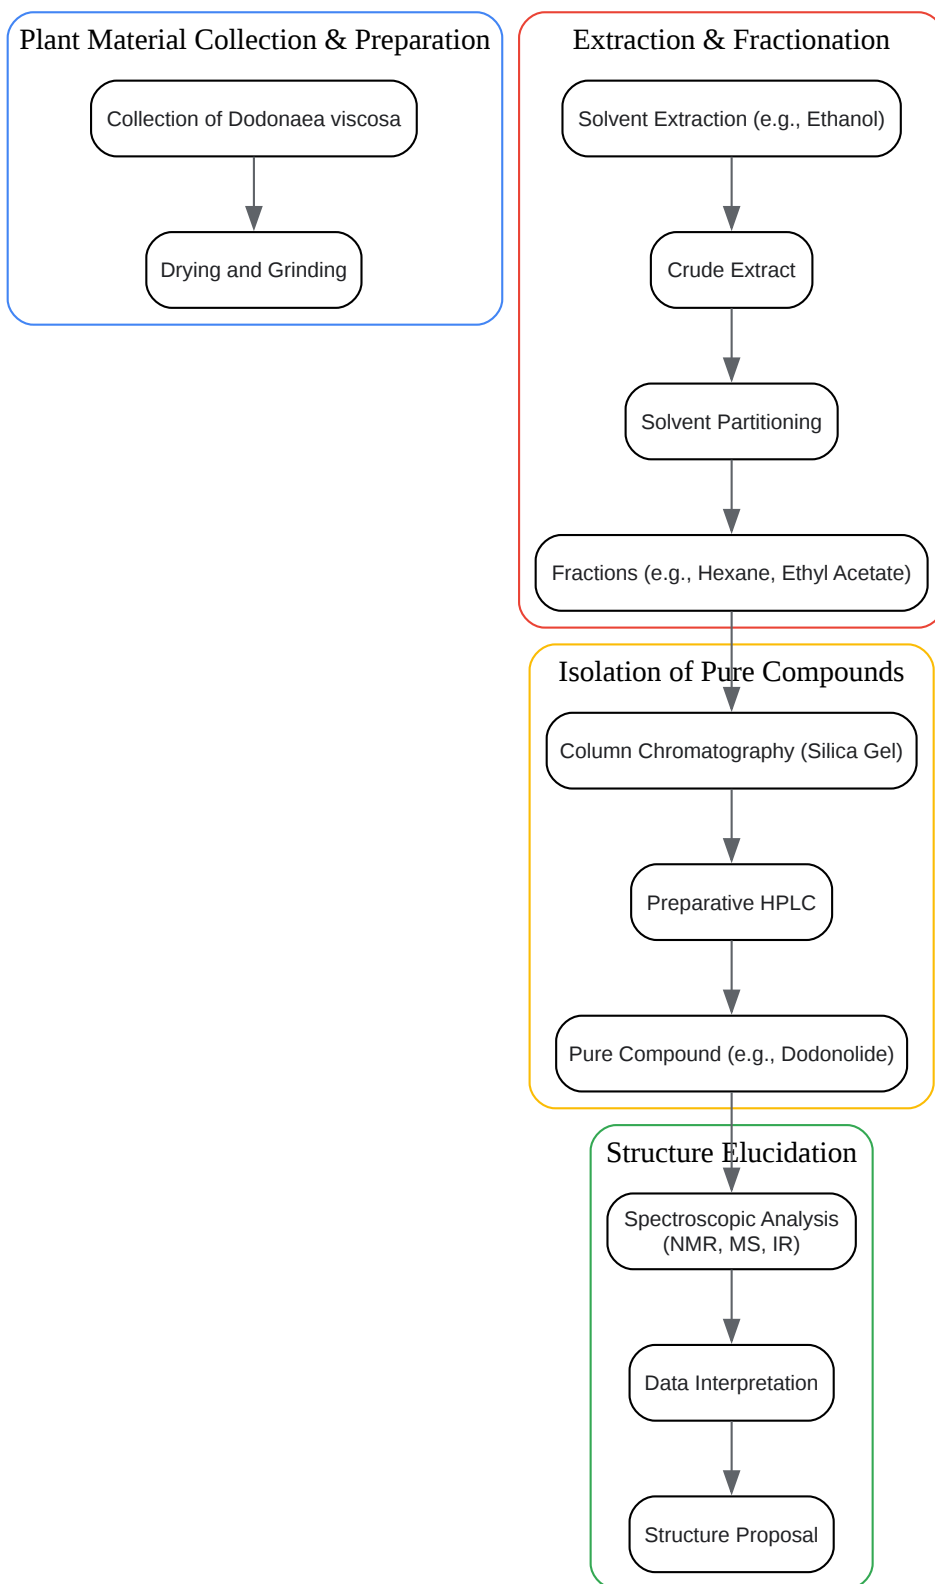 Plant Material Collection & Preparation
Collection of Dodonaea viscosa
Drying and Grinding
Extraction & Fractionation
Solvent Extraction (e.g., Ethanol)
Crude Extract
Solvent Partitioning
Fractions (e.g., Hexane, Ethyl Acetate)
Isolation of Pure Compounds
Column Chromatography (Silica Gel)
Preparative HPLC
Pure Compound (e.g., Dodonolide)
Structure Elucidation
Spectroscopic Analysis
(NMR, MS, IR)
Data Interpretation
Structure Proposal